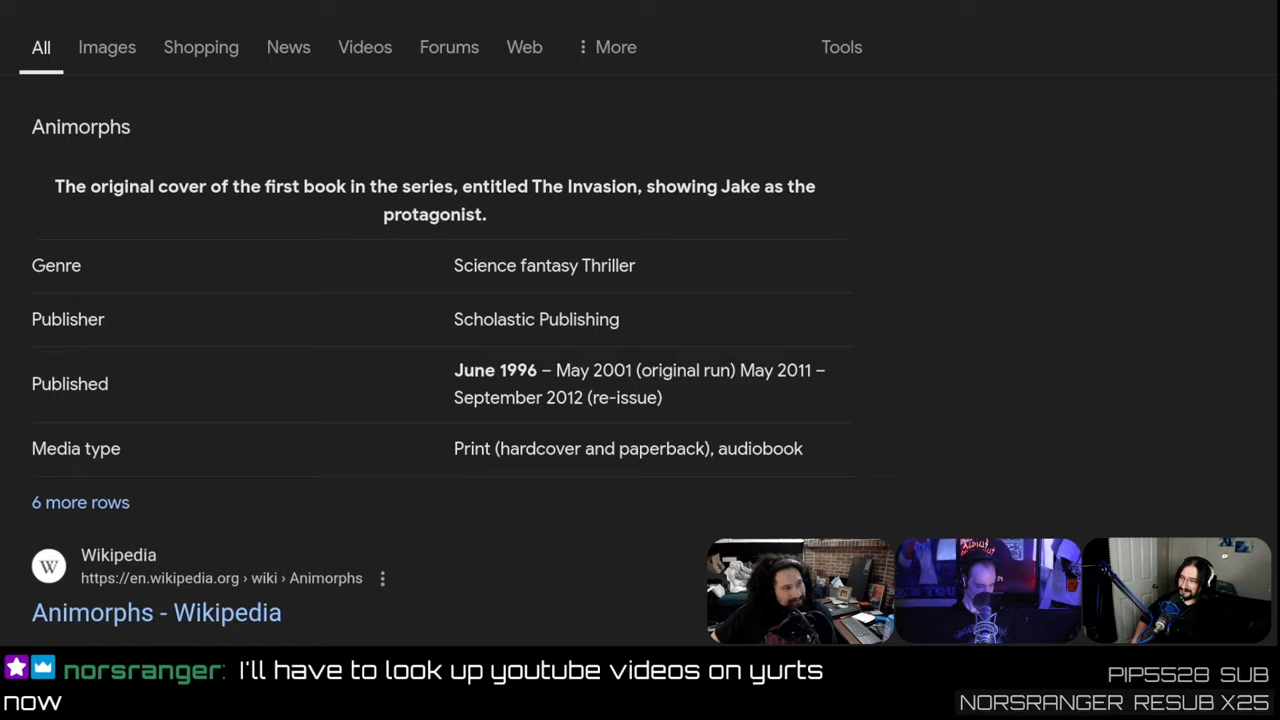 All Images Shopping News Videos Forums Web More Tools
Animorphs
The original cover of the first book in the series, entitled The Invasion, showing Jake as the
protagonist.
Genre Science fantasy Thriller
Publisher Scholastic Publishing
Published June 1996 – May 2001 (original run) May 2011 –
September 2012 (re-issue)
Media type Print (hardcover and paperback), audiobook
6 more rows
W Wikipedia
https://en.wikipedia.org › wiki › Animorphs
Animorphs - Wikipedia
norsranger: I'll have to look up youtube videos on yurts
now
PIP5528 SUB
NORSRANGER RESUB X25